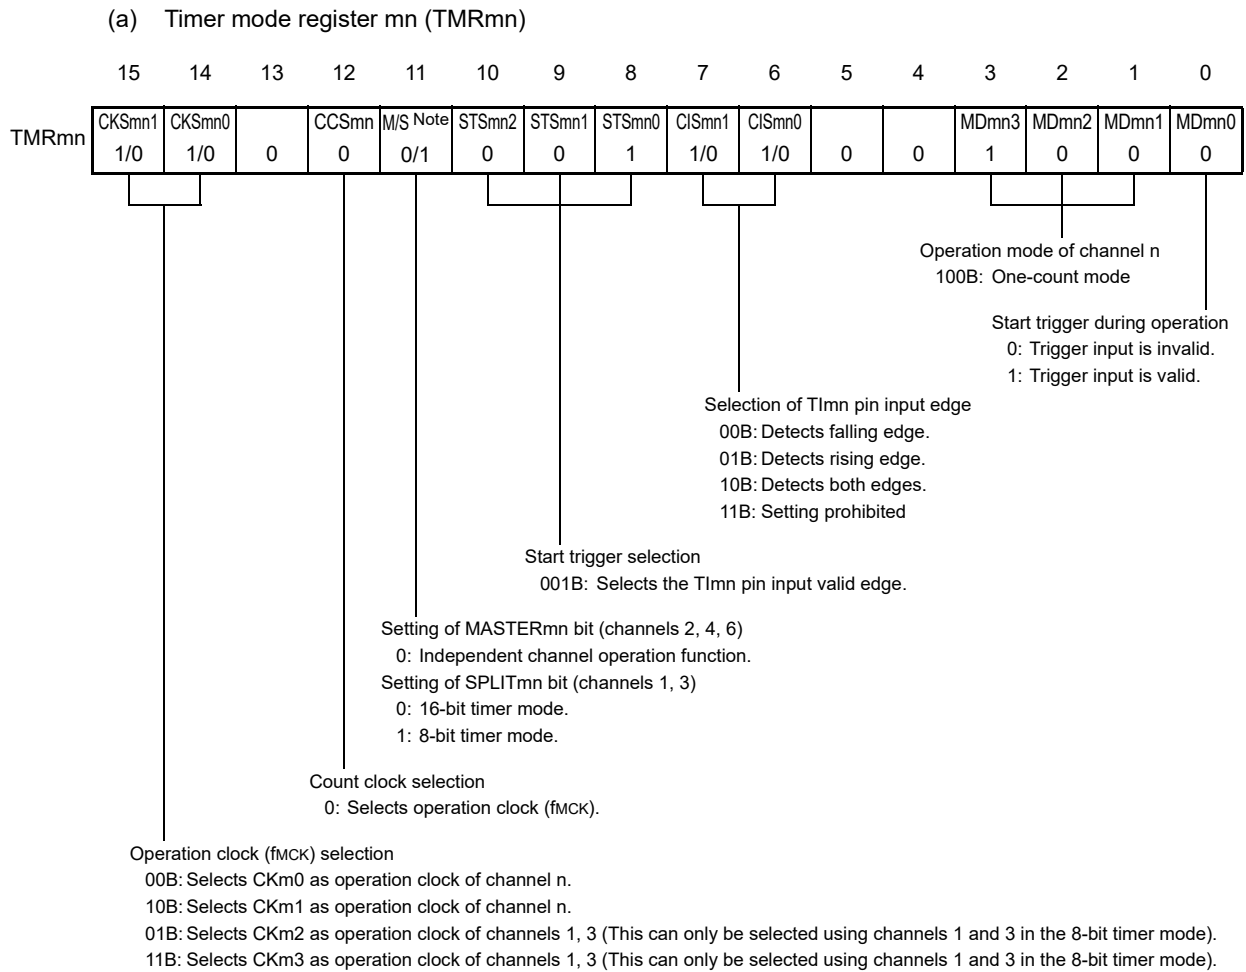 (a) Timer mode register mn (TMRmn)
15 14 13 12 11 10 9 8 7 6 5 4 3 2 1 0
TMRmn CKSmn1 CKSmn0 CCSmn M/S Note STSmn2 STSmn1 STSmn0 CISmn1 CISmn0 MDmn3 MDmn2 MDmn1 MDmn0
1/0 1/0 0 0 0/1 0 0 1 1/0 1/0 0 0 1 0 0 0
Operation mode of channel n
100B: One-count mode
Start trigger during operation
0: Trigger input is invalid.
1: Trigger input is valid.
Selection of TImn pin input edge
00B: Detects falling edge.
01B: Detects rising edge.
10B: Detects both edges.
11B: Setting prohibited
Start trigger selection
001B: Selects the TImn pin input valid edge.
Setting of MASTERmn bit (channels 2, 4, 6)
0: Independent channel operation function.
Setting of SPLITmn bit (channels 1, 3)
0: 16-bit timer mode.
1: 8-bit timer mode.
Count clock selection
0: Selects operation clock (fMCK).
Operation clock (fMCK) selection
00B: Selects CKm0 as operation clock of channel n.
10B: Selects CKm1 as operation clock of channel n.
01B: Selects CKm2 as operation clock of channels 1, 3 (This can only be selected using channels 1 and 3 in the 8-bit timer mode).
11B: Selects CKm3 as operation clock of channels 1, 3 (This can only be selected using channels 1 and 3 in the 8-bit timer mode).